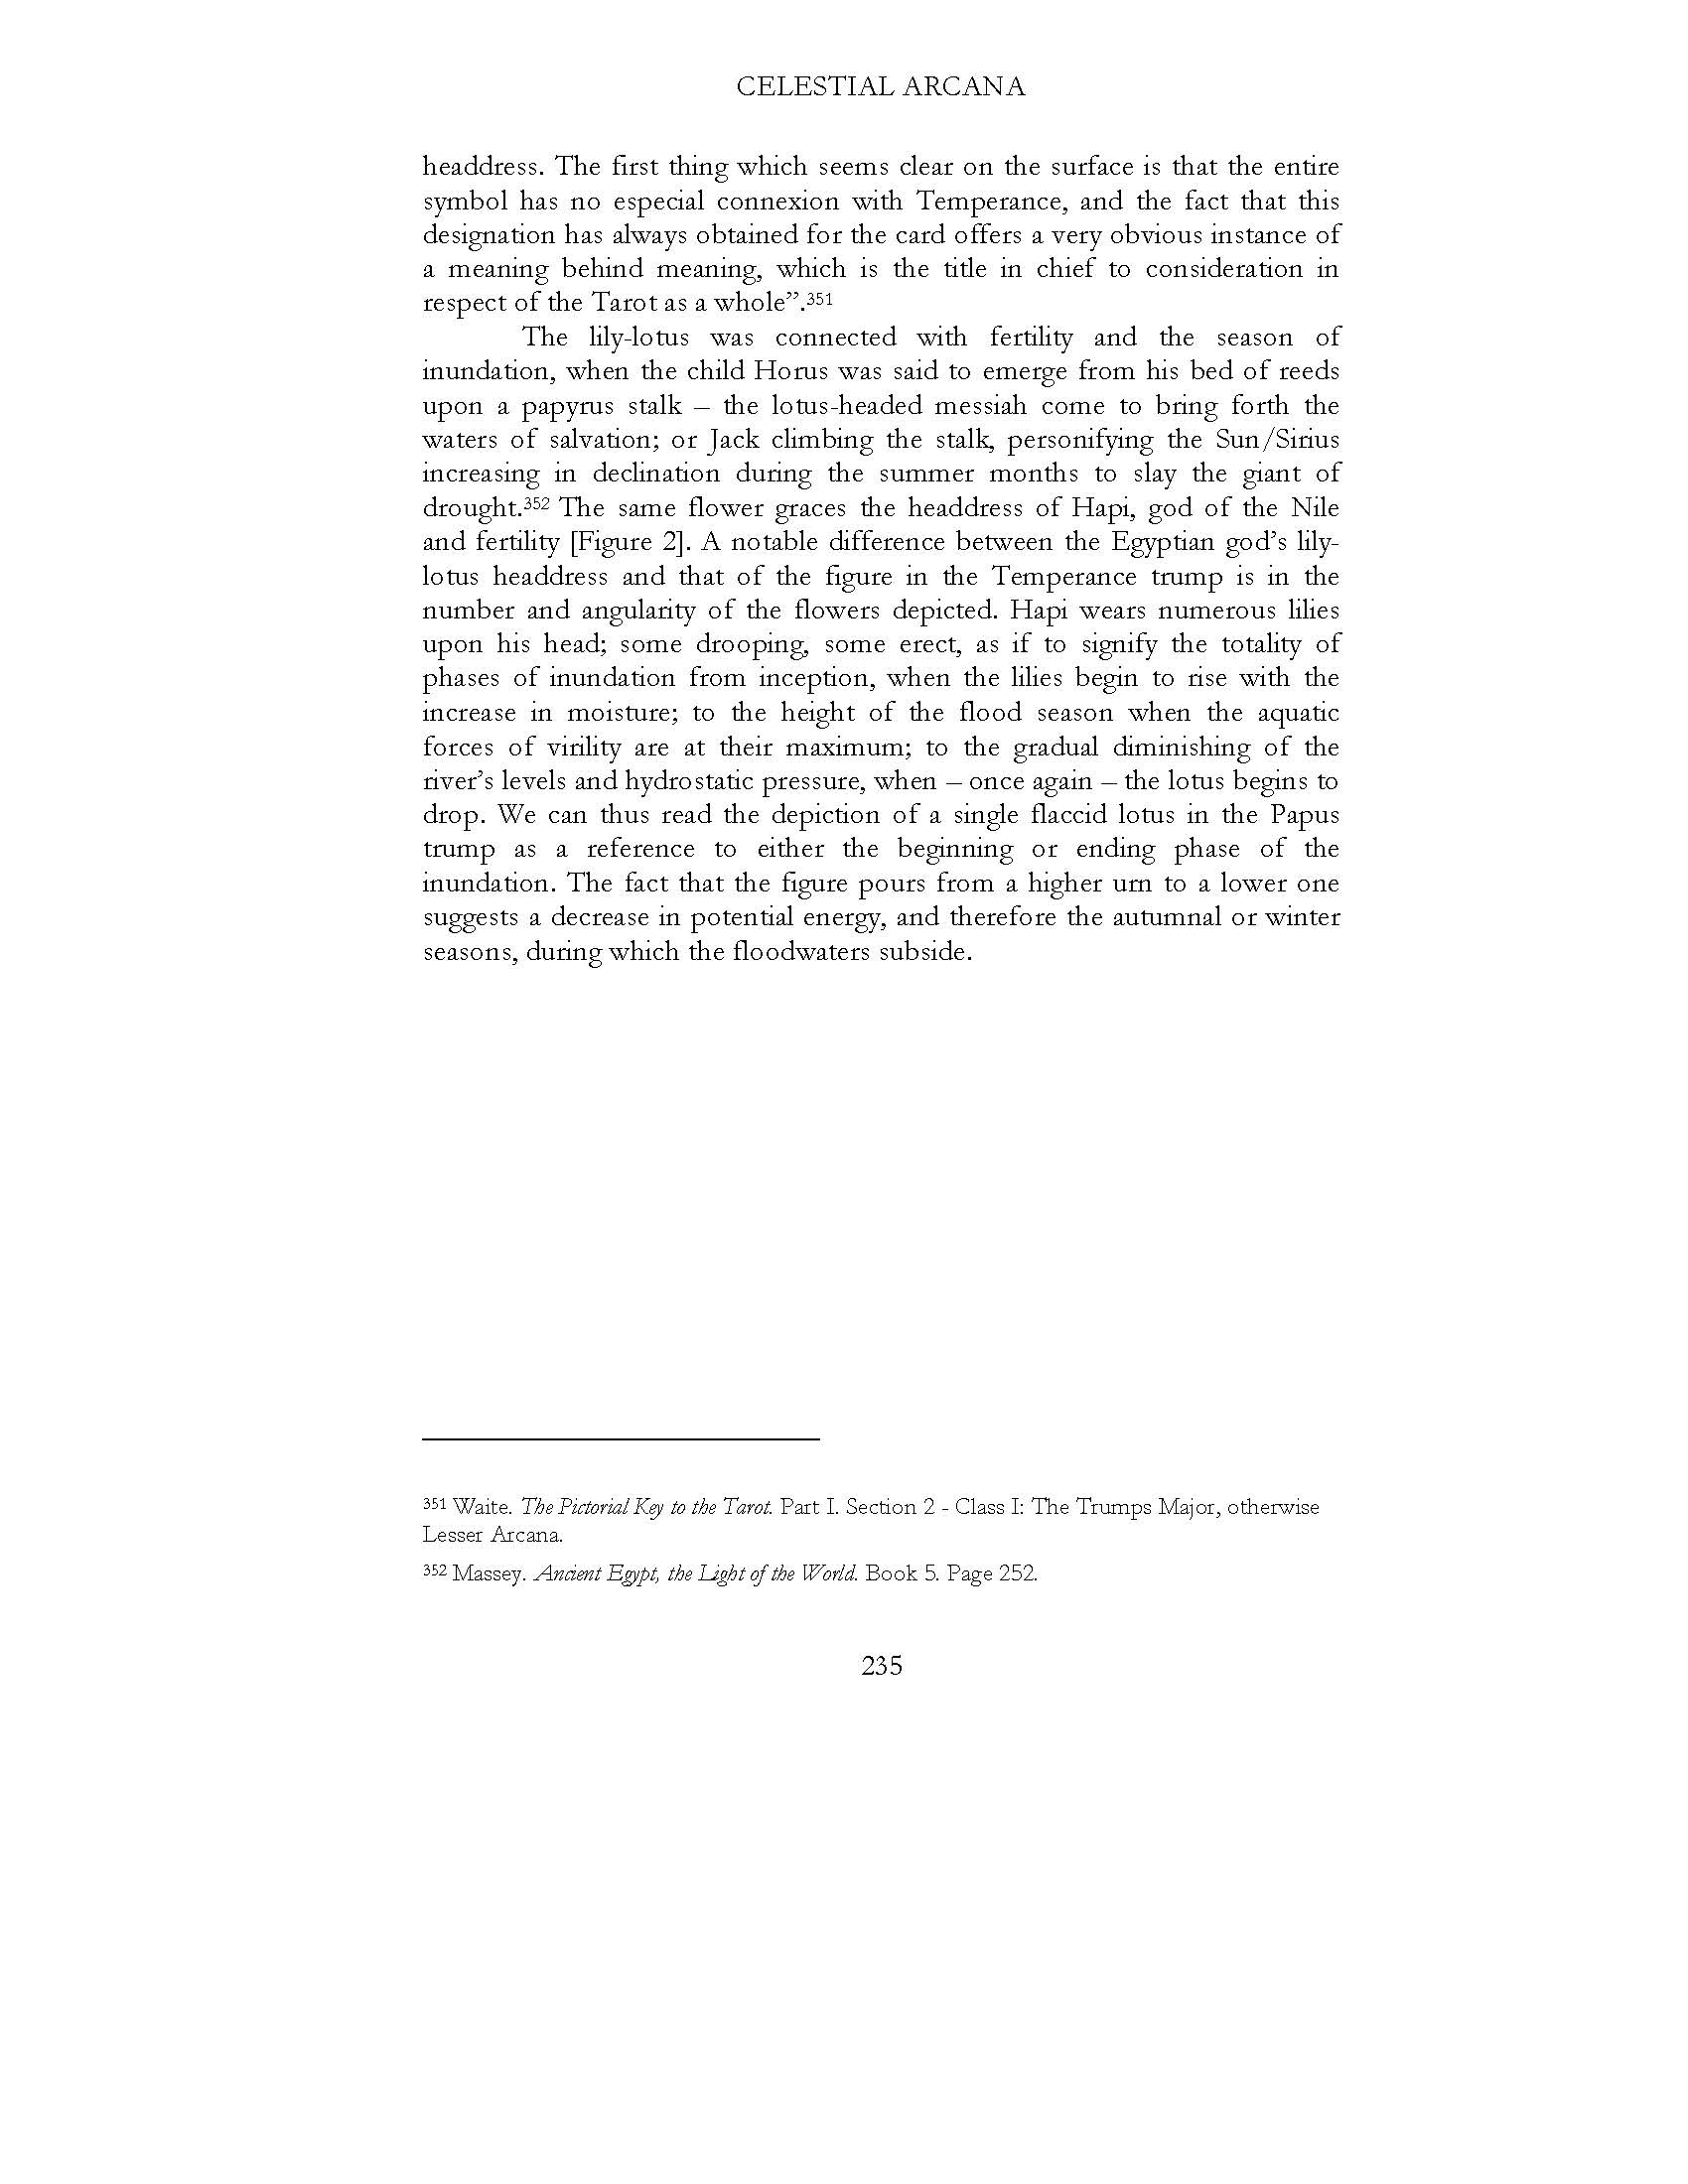 CELESTIAL ARCANA
headdress. The first thing which seems clear on the surface is that the entire
symbol has no especial connexion with Temperance, and the fact that this
designation has always obtained for the card offers a very obvious instance of
a meaning behind meaning, which is the title in chief to consideration in
respect of the Tarot as a whole”.351
The lily-lotus was connected with fertility and the season of
inundation, when the child Horus was said to emerge from his bed of reeds
upon a papyrus stalk – the lotus-headed messiah come to bring forth the
waters of salvation; or Jack climbing the stalk, personifying the Sun/Sirius
increasing in declination during the summer months to slay the giant of
drought.352 The same flower graces the headdress of Hapi, god of the Nile
and fertility [Figure 2]. A notable difference between the Egyptian god’s lily-
lotus headdress and that of the figure in the Temperance trump is in the
number and angularity of the flowers depicted. Hapi wears numerous lilies
upon his head; some drooping, some erect, as if to signify the totality of
phases of inundation from inception, when the lilies begin to rise with the
increase in moisture; to the height of the flood season when the aquatic
forces of virility are at their maximum; to the gradual diminishing of the
river’s levels and hydrostatic pressure, when – once again – the lotus begins to
drop. We can thus read the depiction of a single flaccid lotus in the Papus
trump as a reference to either the beginning or ending phase of the
inundation. The fact that the figure pours from a higher urn to a lower one
suggests a decrease in potential energy, and therefore the autumnal or winter
seasons, during which the floodwaters subside.
351 Waite. The Pictorial Key to the Tarot. Part I. Section 2 - Class I: The Trumps Major, otherwise
Lesser Arcana.
352 Massey. Ancient Egypt, the Light of the World. Book 5. Page 252.
235